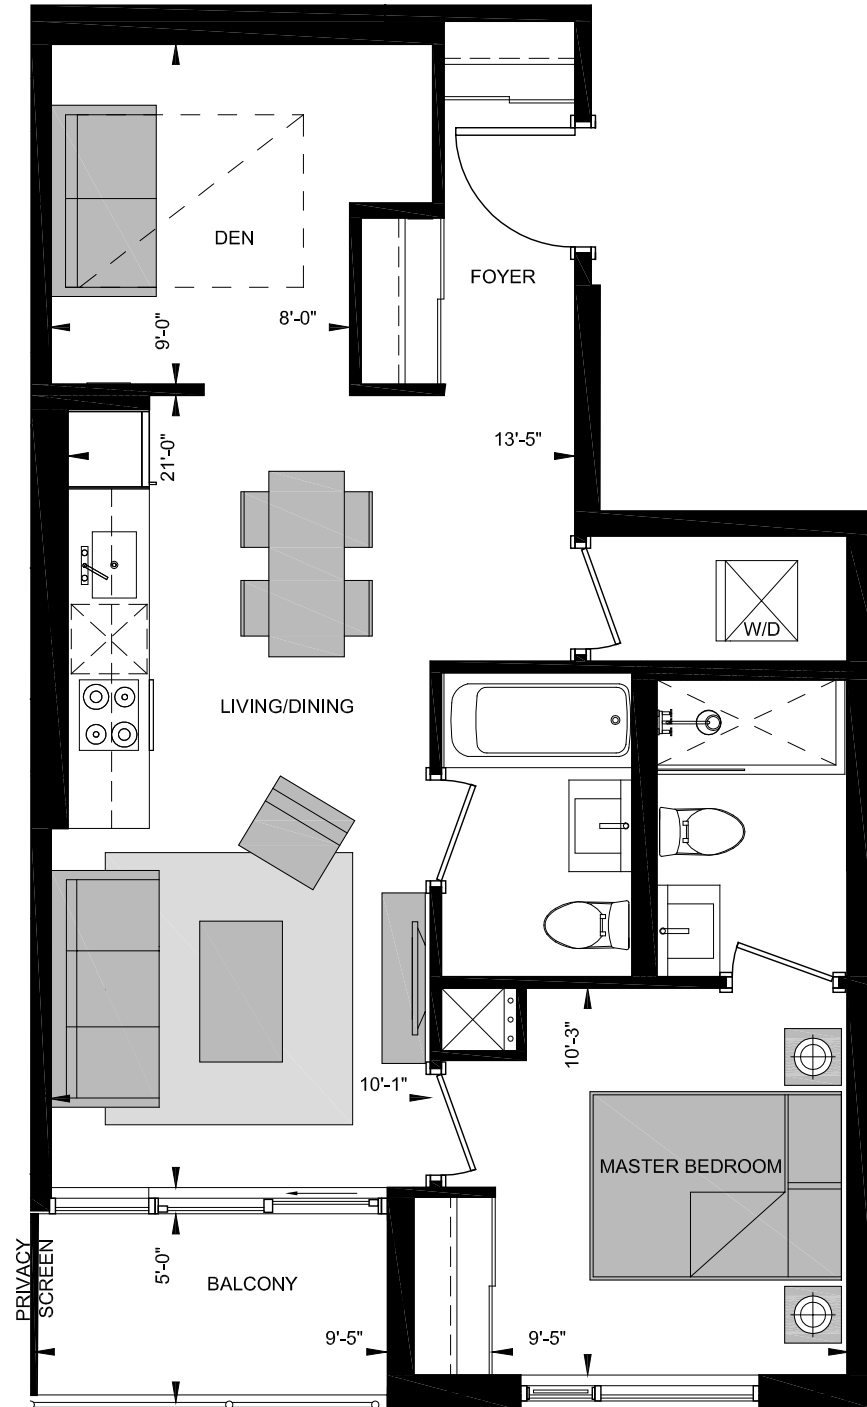 DEN
FOYER
8'-0"
9'-0"
13'-5"
21'-0"
W/D
LIVING/DINING
10'-3"
10'-1"
MASTER BEDROOM
PRIVACY
SCREEN
5'-0"
BALCONY
9'-5"
9'-5"